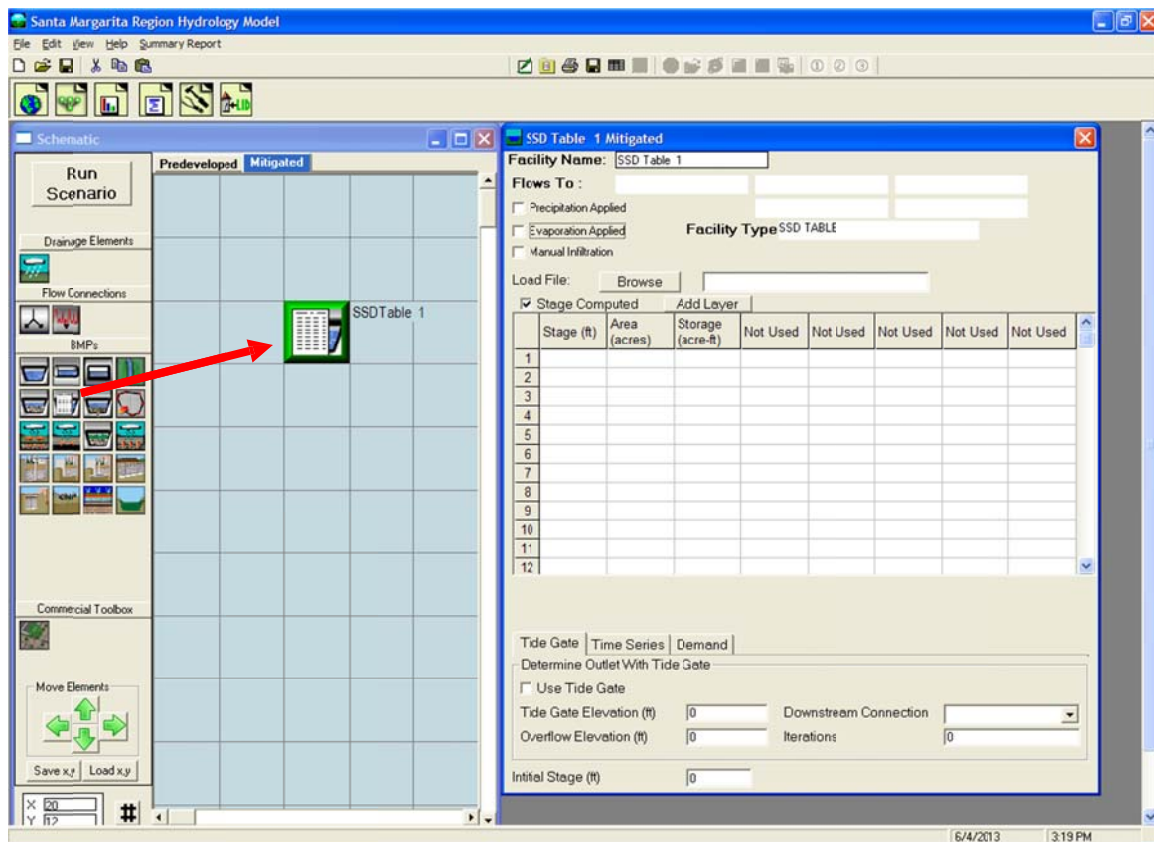 Santa Margarita Region Hydrology Model
File Edit View Help Summary Report
Schematic
Run
Scenario
Predeveloped Mitigated
Drainage Elements
Flow Connections
BMPs
SSDTable 1
Commercial Toolbox
Move Elements
Save x,y Load x,y
X 20
Y 12
#
SSD Table 1 Mitigated
Facility Name: SSD Table 1
Flows To :
Precipitation Applied
Evaporation Applied Facility Type SSD TABLE
Manual Infiltration
Load File: Browse
Stage Computed Add Layer
Stage (ft) Area (acres) Storage (acre-ft) Not Used Not Used Not Used Not Used Not Used
1
2
3
4
5
6
7
8
9
10
11
12
Tide Gate Time Series Demand
Determine Outlet With Tide Gate
Use Tide Gate
Tide Gate Elevation (ft) 0 Downstream Connection
Overflow Elevation (ft) 0 Iterations 0
Intitial Stage (ft) 0
6/4/2013 3:19 PM